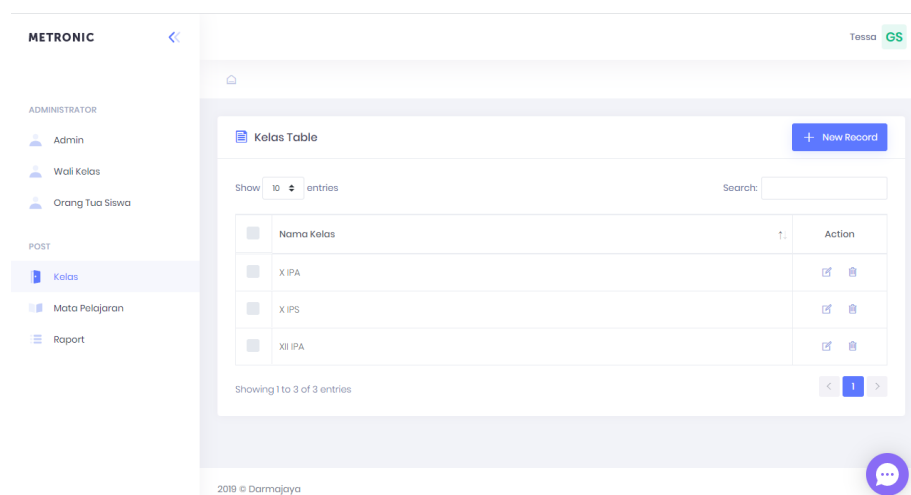 METRONIC
Tessa GS
ADMINISTRATOR
Admin
Wali Kelas
Orang Tua Siswa
POST
Kelas
Mata Pelajaran
Raport
Kelas Table
+ New Record
Show 10 entries
Search:
Nama Kelas
Action
X IPA
X IPS
XII IPA
Showing 1 to 3 of 3 entries
< 1 >
2019 © Darmajaya